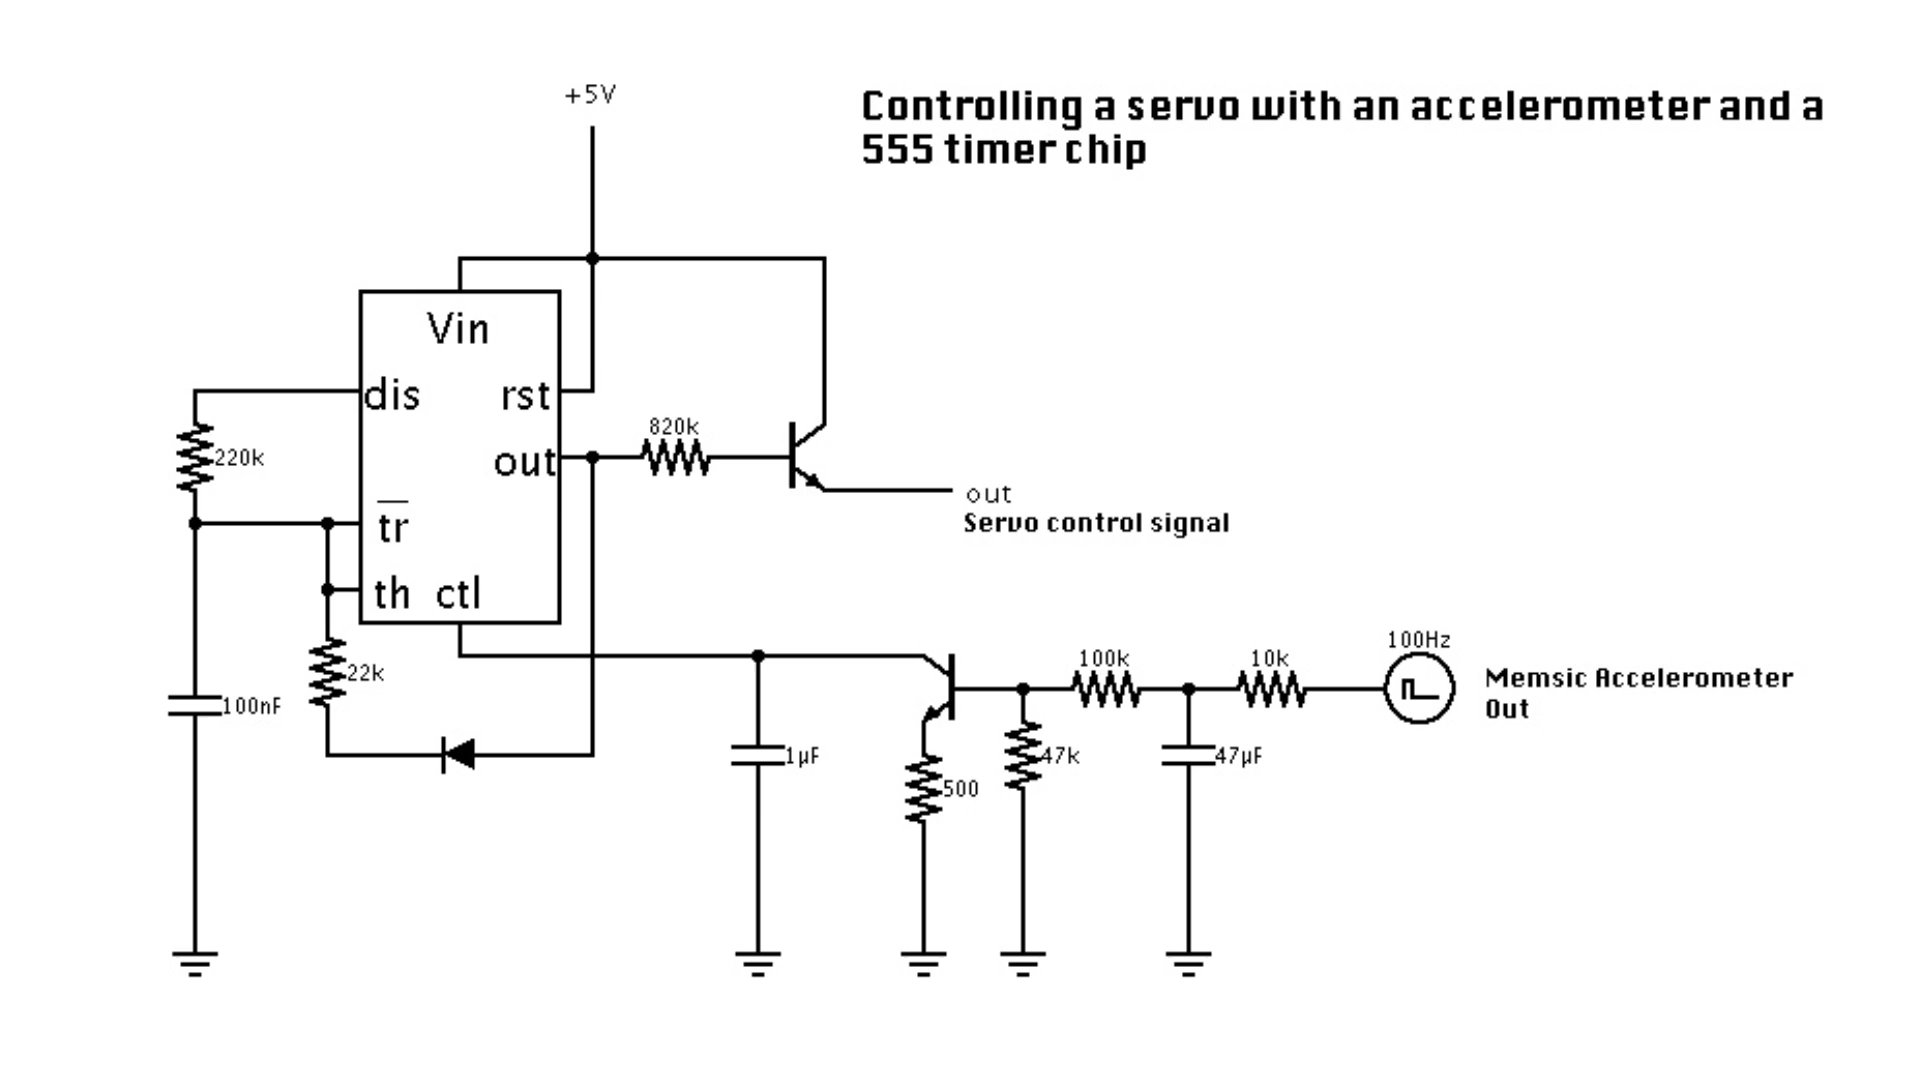 +5V
Controlling a servo with an accelerometer and a
555 timer chip
Vin
dis
rst
820k
220k
out
out
Servo control signal
tr
th
ctl
100Hz
22k
100k
10k
Memsic Accelerometer
Out
100nF
1µF
47k
47µF
500